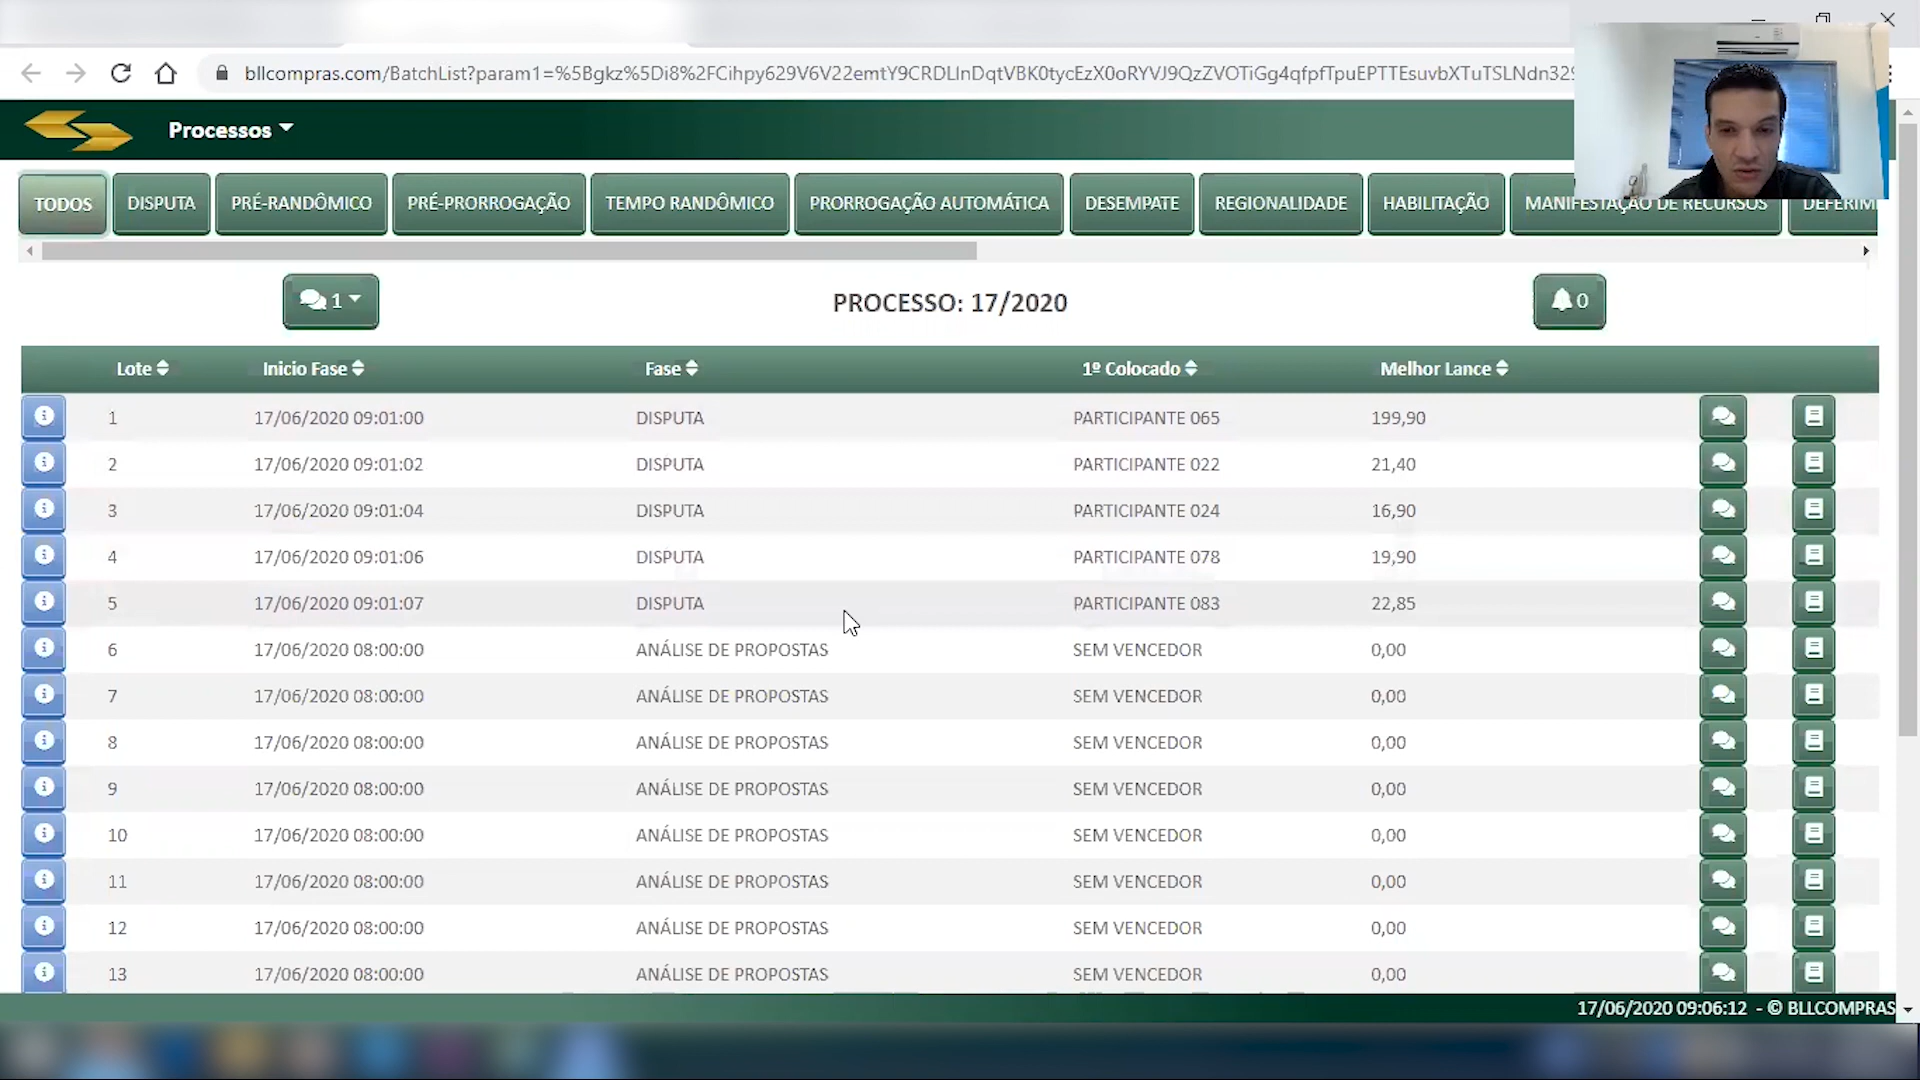 bllcompras.com/BatchList?param1=%5Bgkz%5Di8%2FCihpy629V6V22emtY9CRDLlnDqtVBK0tycEzX0oRYVJ9QzZVOTiGg4qfpfTpuEPTTEsuvbXTuTSLNdn329
Processos
TODOS DISPUTA PRÉ-RANDÔMICO PRÉ-PRORROGAÇÃO TEMPO RANDÔMICO PRORROGAÇÃO AUTOMÁTICA DESEMPATE REGIONALIDADE HABILITAÇÃO MANIFESTAÇÃO DE RECURSOS DEFERIM
1 PROCESSO: 17/2020 0
Lote Inicio Fase Fase 1º Colocado Melhor Lance
1 17/06/2020 09:01:00 DISPUTA PARTICIPANTE 065 199,90
2 17/06/2020 09:01:02 DISPUTA PARTICIPANTE 022 21,40
3 17/06/2020 09:01:04 DISPUTA PARTICIPANTE 024 16,90
4 17/06/2020 09:01:06 DISPUTA PARTICIPANTE 078 19,90
5 17/06/2020 09:01:07 DISPUTA PARTICIPANTE 083 22,85
6 17/06/2020 08:00:00 ANÁLISE DE PROPOSTAS SEM VENCEDOR 0,00
7 17/06/2020 08:00:00 ANÁLISE DE PROPOSTAS SEM VENCEDOR 0,00
8 17/06/2020 08:00:00 ANÁLISE DE PROPOSTAS SEM VENCEDOR 0,00
9 17/06/2020 08:00:00 ANÁLISE DE PROPOSTAS SEM VENCEDOR 0,00
10 17/06/2020 08:00:00 ANÁLISE DE PROPOSTAS SEM VENCEDOR 0,00
11 17/06/2020 08:00:00 ANÁLISE DE PROPOSTAS SEM VENCEDOR 0,00
12 17/06/2020 08:00:00 ANÁLISE DE PROPOSTAS SEM VENCEDOR 0,00
13 17/06/2020 08:00:00 ANÁLISE DE PROPOSTAS SEM VENCEDOR 0,00
17/06/2020 09:06:12 - © BLLCOMPRAS